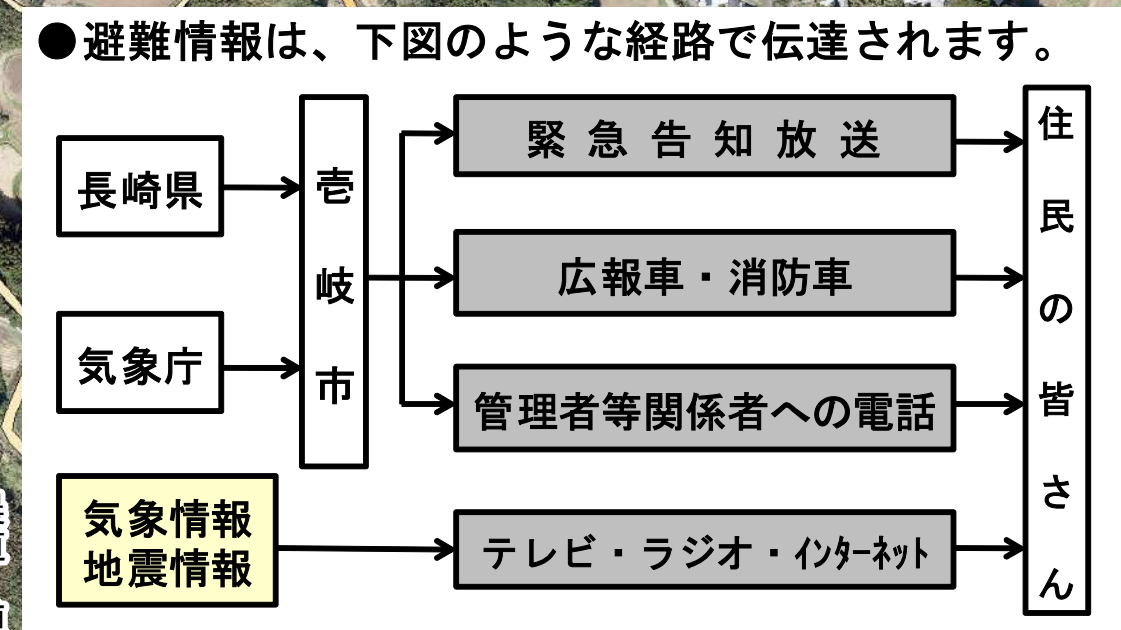 ●避難情報は、下図のような経路で伝達されます。
長崎県
気象庁
壱岐市
緊急告知放送
広報車・消防車
管理者等関係者への電話
気象情報
地震情報
テレビ・ラジオ・インターネット
住民の皆さん